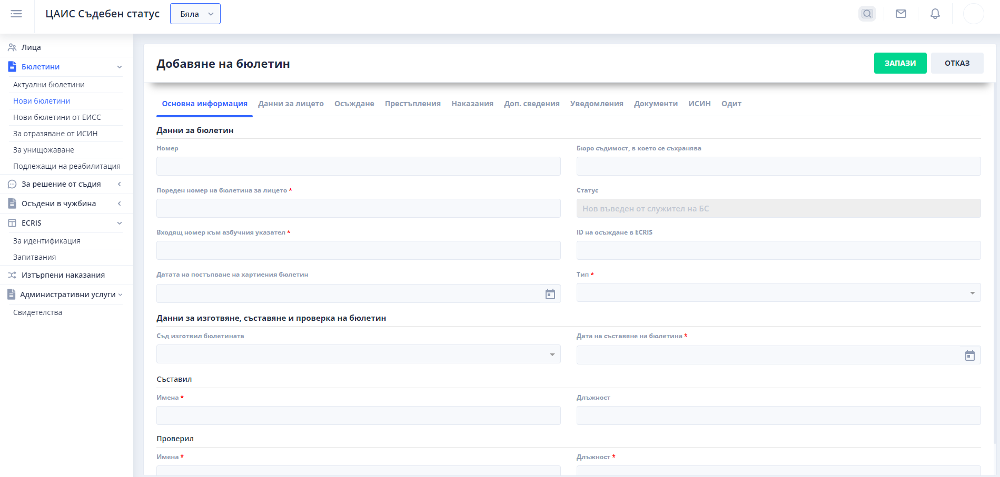 ЦАИС Съдебен статус
Бяла
Лица
Бюлетини
Актуални бюлетини
Нови бюлетини
Нови бюлетини от ЕИСС
За отразяване от ИСИН
За унищожаване
Подлежащи на реабилитация
За решение от съдия
Осъдени в чужбина
ECRIS
За идентификация
Запитвания
Изтърпени наказания
Административни услуги
Свидетелства
Добавяне на бюлетин
ЗАПАЗИ
ОТКАЗ
Основна информация Данни за лицето Осъждане Престъпления Наказания Доп. сведения Уведомления Документи ИСИН Одит
Данни за бюлетин
Номер
Бюро съдимост, в което се съхранява
Пореден номер на бюлетина за лицето *
Статус
Нов въведен от служител на БС
Входящ номер към азбучния указател *
ID на осъждане в ECRIS
Датата на постъпване на хартиения бюлетин
Тип *
Данни за изготвяне, съставяне и проверка на бюлетин
Съд изготвил бюлетината
Дата на съставяне на бюлетина *
Съставил
Имена *
Длъжност
Проверил
Имена *
Длъжност *